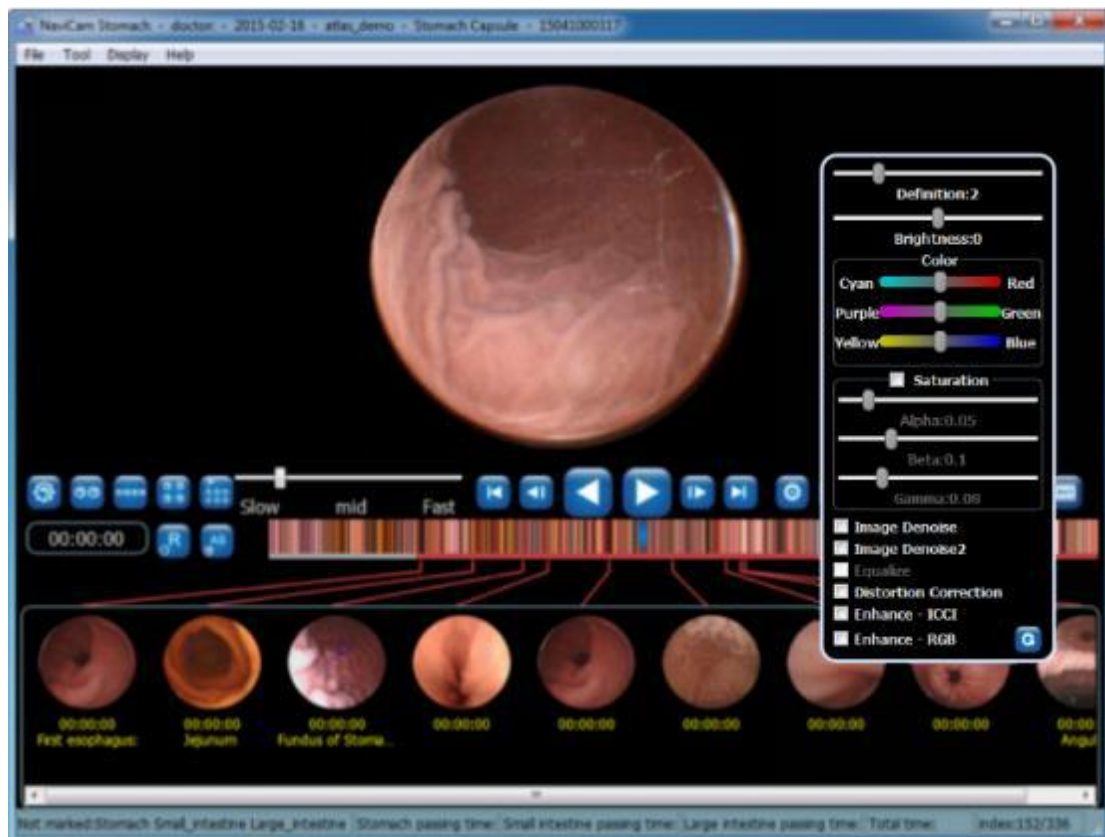 NaviCam Stomach - doctor - 2015-02-16 - atlas_demo - Stomach Capsule - 15041000317
File Tool Display Help
Definition:2
Brightness:0
Color
Cyan Red
Purple Green
Yellow Blue
Saturation
Alpha:0.05
Beta:0.1
Gamma:0.08
Slow mid Fast
00:00:00 R AB
Image Denoise
Image Denoise2
Equalize
Distortion Correction
Enhance - ICCI
Enhance - RGB
00:00:00 00:00:00 00:00:00 00:00:00 00:00:00 00:00:00 00:00:00 00:00:00 00:00
First esophagus: Jejunum Fundus of Stoma... Angul
Not marked:Stomach Small_intestine Large_intestine Stomach passing time: Small intestine passing time: Large intestine passing time: Total time: index:152/336